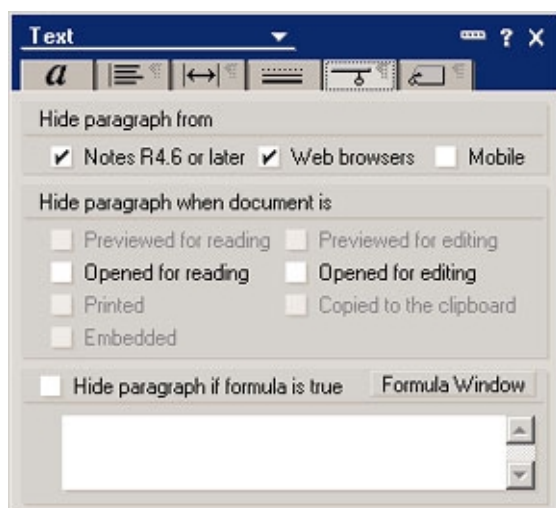 Text ? X
a
Hide paragraph from
Notes R4.6 or later Web browsers Mobile
Hide paragraph when document is
Previewed for reading Previewed for editing
Opened for reading Opened for editing
Printed Copied to the clipboard
Embedded
Hide paragraph if formula is true Formula Window